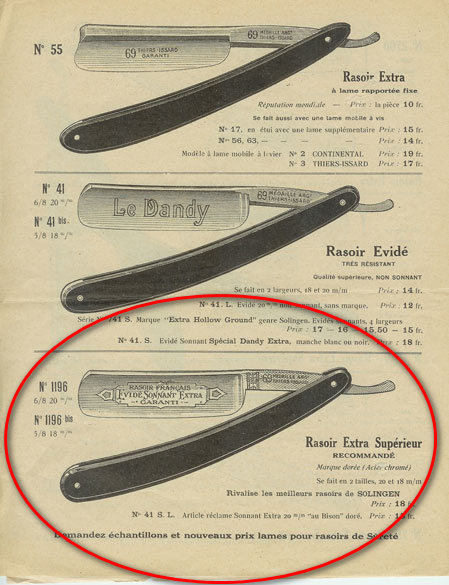 N° 55
69 THIERS-ISSARD
GARANTI
69 MÉDAILLE ARGT
THIERS-ISSARD
Rasoir Extra
à lame rapportée fixe
Réputation mondiale — Prix : la pièce 10 fr.
Se fait aussi avec une lame mobile à vis
N° 17, en étui avec une lame supplémentaire Prix : 15 fr.
N° 56, 63, — — — — Prix : 14 fr.
Modèle à lame mobile à levier N° 2 CONTINENTAL Prix : 19 fr.
N° 3 THIERS-ISSARD Prix : 17 fr.
N° 41
6/8 20 m/m
N° 41 bis.
5/8 18 m/m
Le Dandy
69 MÉDAILLE ARGT
THIERS-ISSARD
Rasoir Evidé
TRÈS RÉSISTANT
Qualité supérieure, NON SONNANT
Se fait en 2 largeurs, 18 et 20 m/m Prix : 14 fr.
N° 41. L. Evidé 20 m/m non sonnant, sans marque. Prix : 12 fr.
Série N° 741 S. Marque "Extra Hollow Ground" genre Solingen. Evidés sonnants, 4 largeurs
Prix : 17 — 16 — 15,50 — 15 fr.
N° 41. S. Evidé Sonnant Spécial Dandy Extra, manche blanc ou noir. Prix : 18 fr.
N° 1196
6/8 20 m/m
N° 1196 bis
5/8 18 m/m
RASOIR FRANÇAIS
EVIDÉ SONNANT EXTRA
GARANTI
69 MÉDAILLE ARGT
THIERS-ISSARD
Rasoir Extra Supérieur
RECOMMANDÉ
Marque dorée (Acier chromé)
Se fait en 2 tailles, 20 et 18 m/m
Rivalise les meilleurs rasoirs de SOLINGEN
Prix : 18 fr.
N° 41 S. L. Article réclame Sonnant Extra 20 m/m "au Bison" doré. Prix : 15 fr.
Demandez échantillons et nouveaux prix lames pour rasoirs de Sûreté